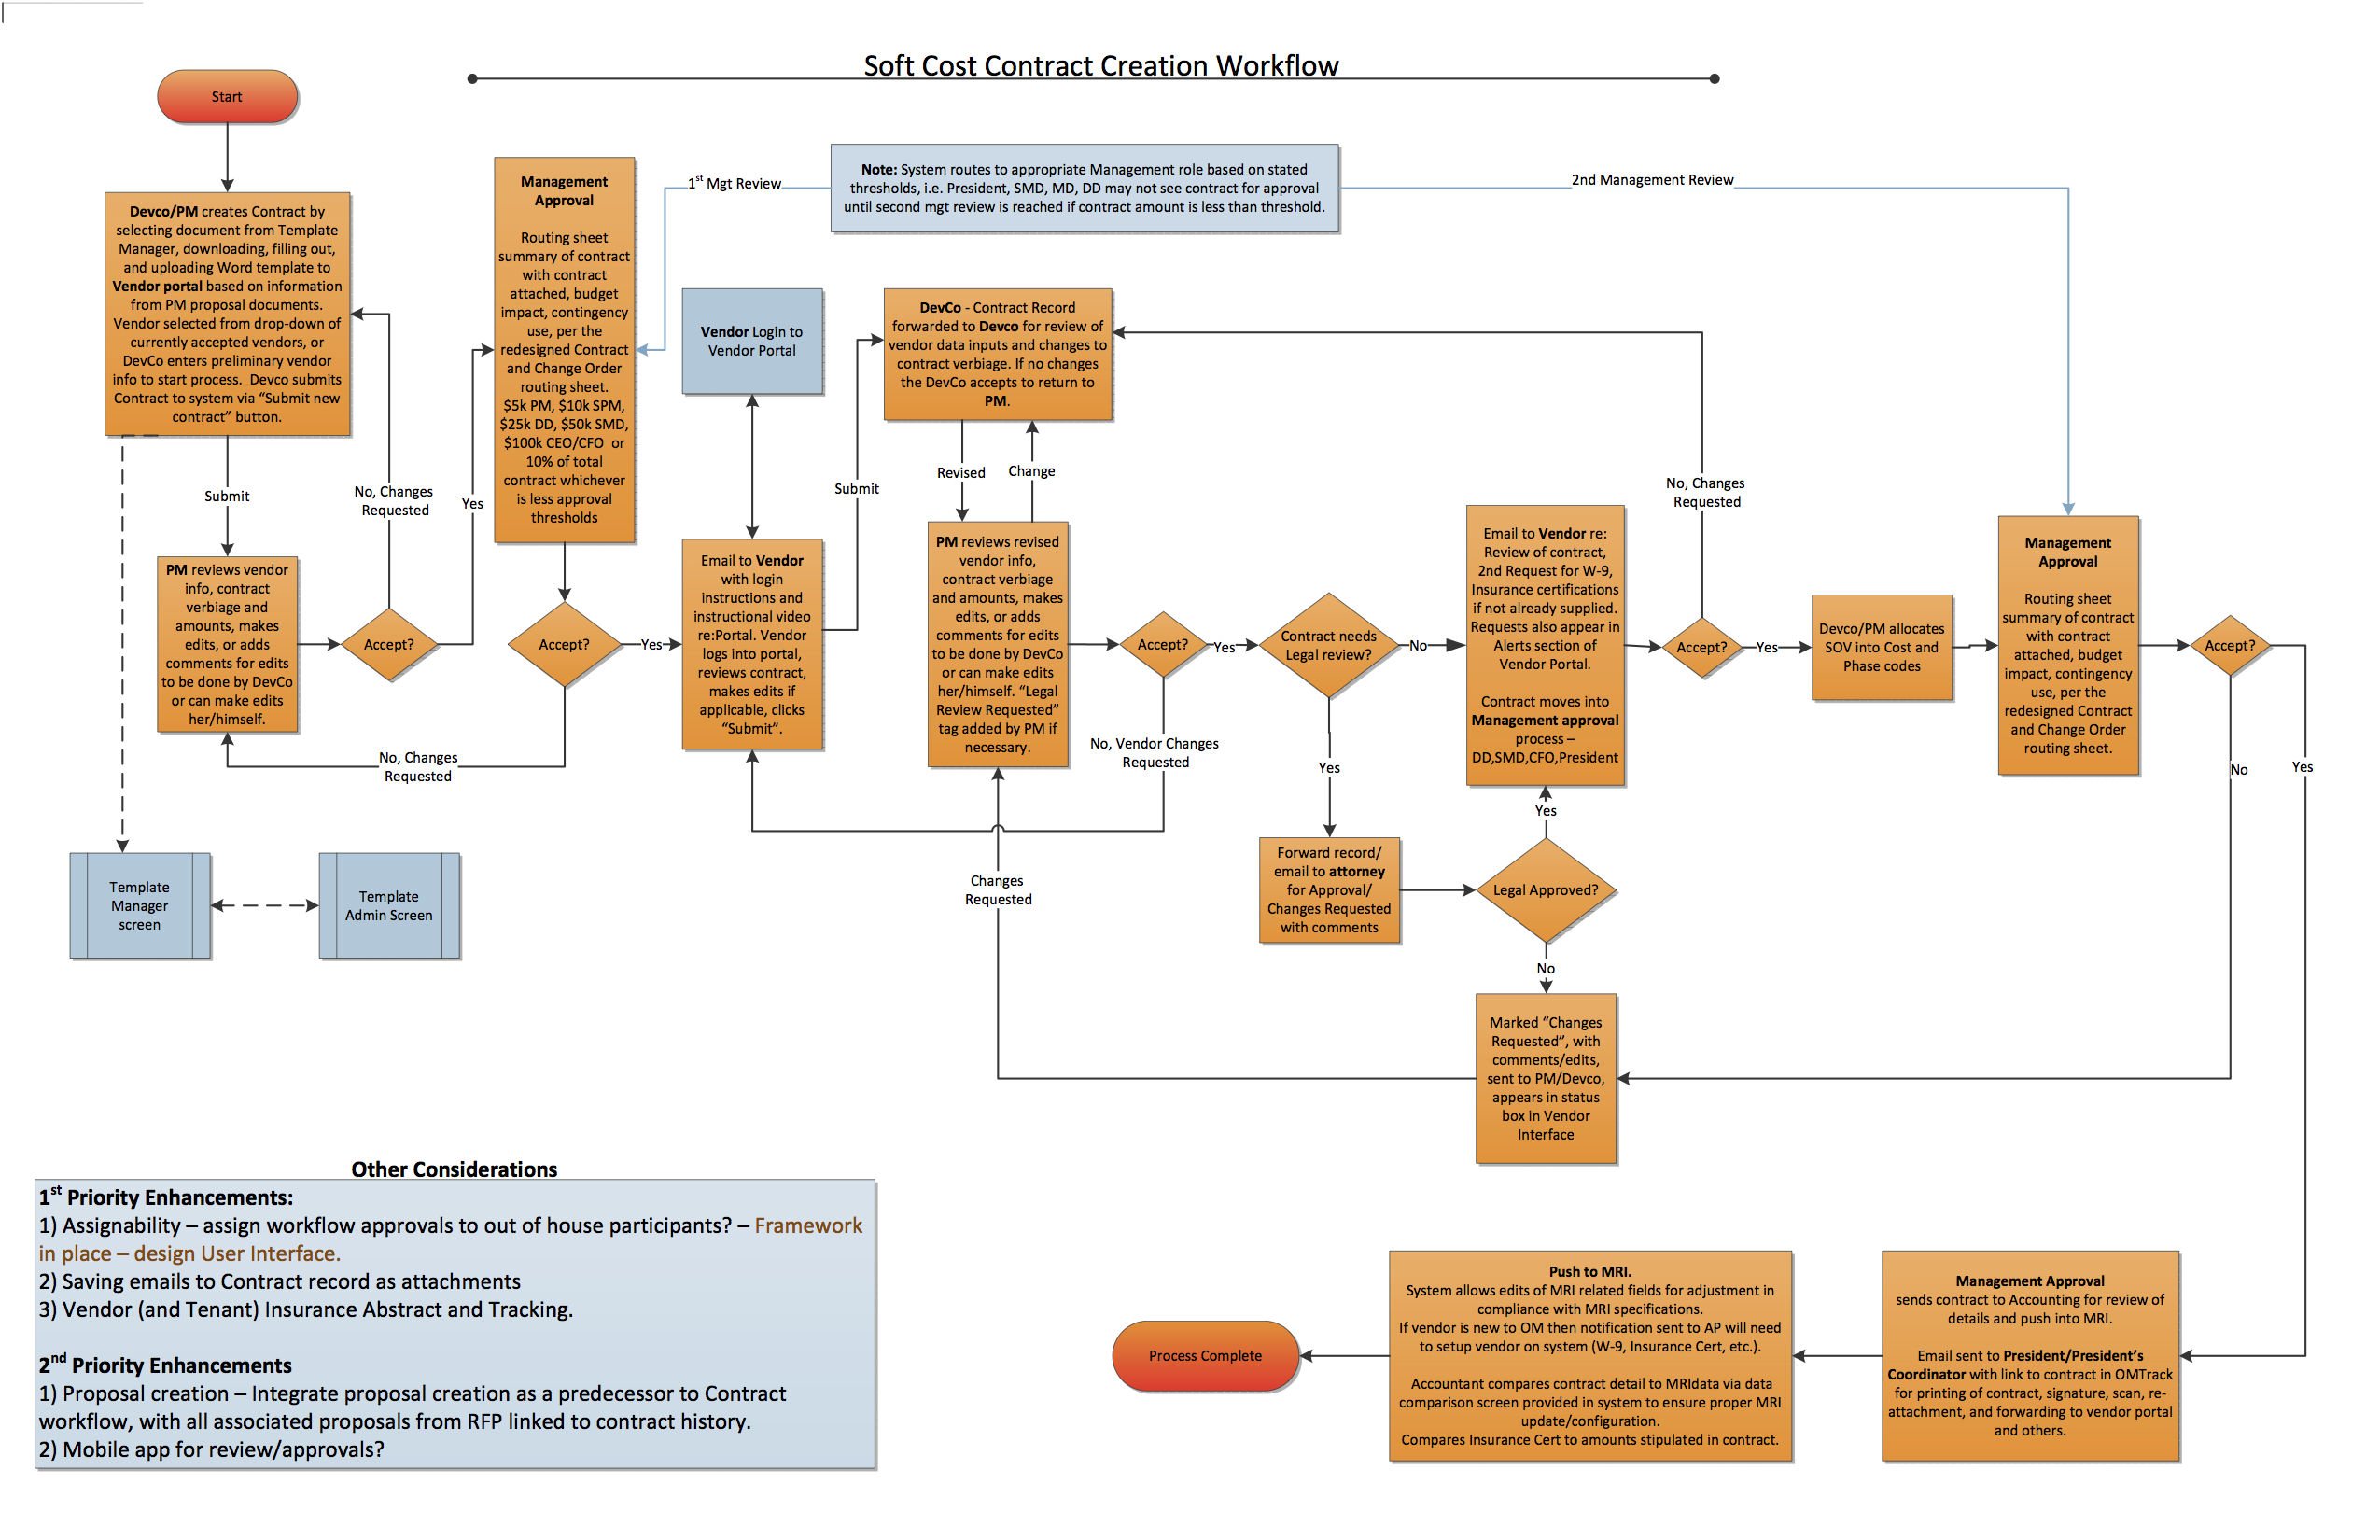 Soft Cost Contract Creation Workflow
Start
Devco/PM creates Contract by
selecting document from Template
Manager, downloading, filling out,
and uploading Word template to
Vendor portal based on information
from PM proposal documents.
Vendor selected from drop-down of
currently accepted vendors, or
DevCo enters preliminary vendor
info to start process. Devco submits
Contract to system via “Submit new
contract” button.
Submit
No, Changes
Requested
Yes
PM reviews vendor
info, contract
verbiage and
amounts, makes
edits, or adds
comments for edits
to be done by DevCo
or can make edits
her/himself.
Accept?
Management
Approval
Routing sheet
summary of contract
with contract
attached, budget
impact, contingency
use, per the
redesigned Contract
and Change Order
routing sheet.
$5k PM, $10k SPM,
$25k DD, $50k SMD,
$100k CEO/CFO or
10% of total
contract whichever
is less approval
thresholds
Accept?
No, Changes
Requested
Yes
1st Mgt Review
Note: System routes to appropriate Management role based on stated
thresholds, i.e. President, SMD, MD, DD may not see contract for approval
until second mgt review is reached if contract amount is less than threshold.
2nd Management Review
Vendor Login to
Vendor Portal
Email to Vendor
with login
instructions and
instructional video
re:Portal. Vendor
logs into portal,
reviews contract,
makes edits if
applicable, clicks
“Submit”.
Submit
DevCo - Contract Record
forwarded to Devco for review of
vendor data inputs and changes to
contract verbiage. If no changes
the DevCo accepts to return to
PM.
Revised
Change
PM reviews revised
vendor info,
contract verbiage
and amounts, makes
edits, or adds
comments for edits
to be done by DevCo
or can make edits
her/himself. “Legal
Review Requested”
tag added by PM if
necessary.
Accept?
Yes
No, Vendor Changes
Requested
Contract needs
Legal review?
No
Yes
Email to Vendor re:
Review of contract,
2nd Request for W-9,
Insurance certifications
if not already supplied.
Requests also appear in
Alerts section of
Vendor Portal.
Contract moves into
Management approval
process –
DD,SMD,CFO,President
No, Changes
Requested
Accept?
Yes
Devco/PM allocates
SOV into Cost and
Phase codes
Management
Approval
Routing sheet
summary of contract
with contract
attached, budget
impact, contingency
use, per the
redesigned Contract
and Change Order
routing sheet.
Accept?
No
Yes
Template
Manager
screen
Template
Admin Screen
Changes
Requested
Forward record/
email to attorney
for Approval/
Changes Requested
with comments
Yes
Legal Approved?
No
Marked “Changes
Requested”, with
comments/edits,
sent to PM/Devco,
appears in status
box in Vendor
Interface
Other Considerations
1st Priority Enhancements:
1) Assignability – assign workflow approvals to out of house participants? – Framework
in place – design User Interface.
2) Saving emails to Contract record as attachments
3) Vendor (and Tenant) Insurance Abstract and Tracking.
2nd Priority Enhancements
1) Proposal creation – Integrate proposal creation as a predecessor to Contract
workflow, with all associated proposals from RFP linked to contract history.
2) Mobile app for review/approvals?
Process Complete
Push to MRI.
System allows edits of MRI related fields for adjustment in
compliance with MRI specifications.
If vendor is new to OM then notification sent to AP will need
to setup vendor on system (W-9, Insurance Cert, etc.).
Accountant compares contract detail to MRIdata via data
comparison screen provided in system to ensure proper MRI
update/configuration.
Compares Insurance Cert to amounts stipulated in contract.
Management Approval
sends contract to Accounting for review of
details and push into MRI.
Email sent to President/President’s
Coordinator with link to contract in OMTrack
for printing of contract, signature, scan, re-
attachment, and forwarding to vendor portal
and others.